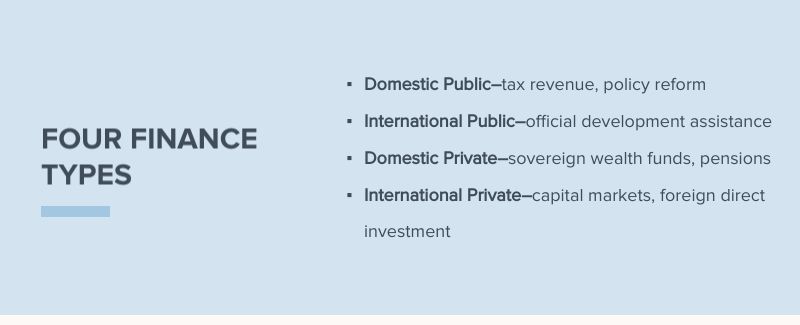 FOUR FINANCE
TYPES
▪ Domestic Public–tax revenue, policy reform
▪ International Public–official development assistance
▪ Domestic Private–sovereign wealth funds, pensions
▪ International Private–capital markets, foreign direct
investment